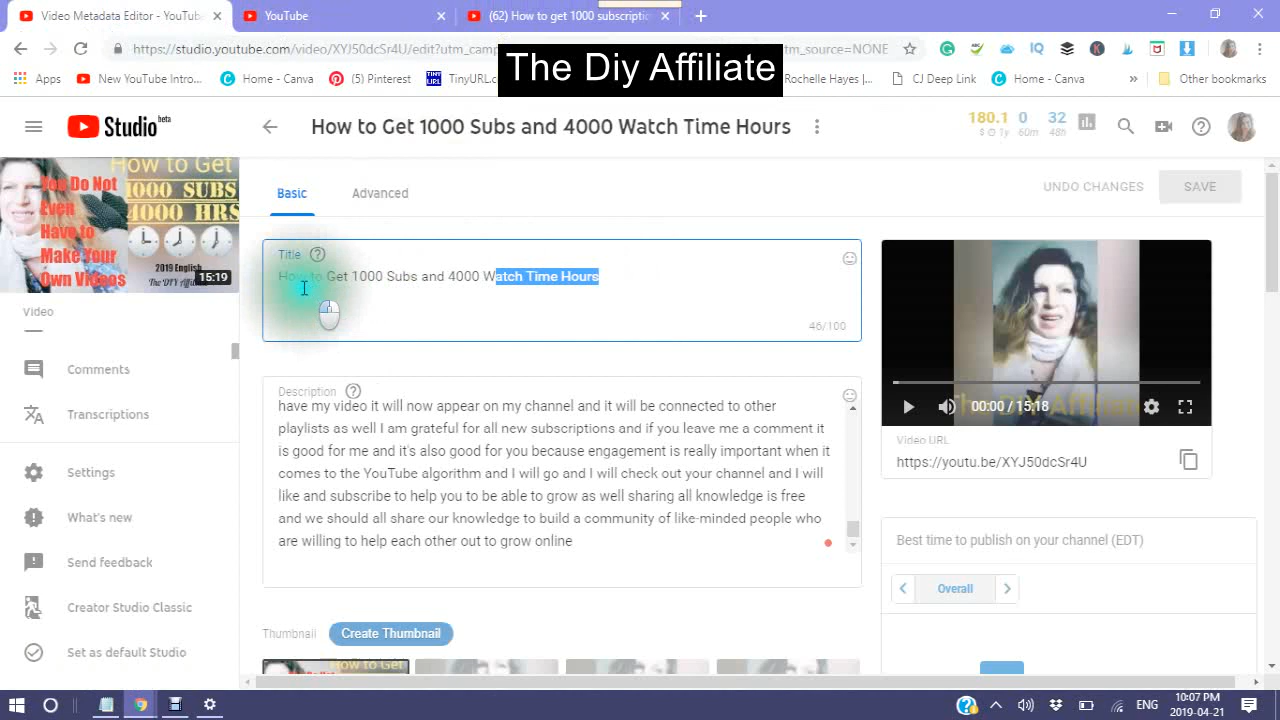 Video Metadata Editor - YouTu
YouTube
(62) How to get 1000 subscripti
https://studio.youtube.com/video/XYJ50dcSr4U/edit?utm_cam
tm_source=NONE
The Diy Affiliate
Apps
New YouTube Intro...
Home - Canva
(5) Pinterest
TinyURL.c
Rochelle Hayes |...
CJ Deep Link
Home - Canva
»
Other bookmarks
Studio beta
How to Get 1000 Subs and 4000 Watch Time Hours
180.1 0 32
1y 60m 48h
How to Get
1000 SUBS
4000 HRS
You Do Not
Even
Have to
Make Your
Own Videos
2019 English
The DIY Affil
15:19
Basic
Advanced
UNDO CHANGES
SAVE
Title
How to Get 1000 Subs and 4000 Watch Time Hours
46/100
Video
Comments
Transcriptions
Settings
What's new
Send feedback
Creator Studio Classic
Set as default Studio
Description
have my video it will now appear on my channel and it will be connected to other
playlists as well I am grateful for all new subscriptions and if you leave me a comment it
is good for me and it's also good for you because engagement is really important when it
comes to the YouTube algorithm and I will go and I will check out your channel and I will
like and subscribe to help you to be able to grow as well sharing all knowledge is free
and we should all share our knowledge to build a community of like-minded people who
are willing to help each other out to grow online
Thumbnail
Create Thumbnail
How to Get
00:00 / 15:18
Video URL
https://youtu.be/XYJ50dcSr4U
Best time to publish on your channel (EDT)
Overall
ENG
10:07 PM
2019-04-21